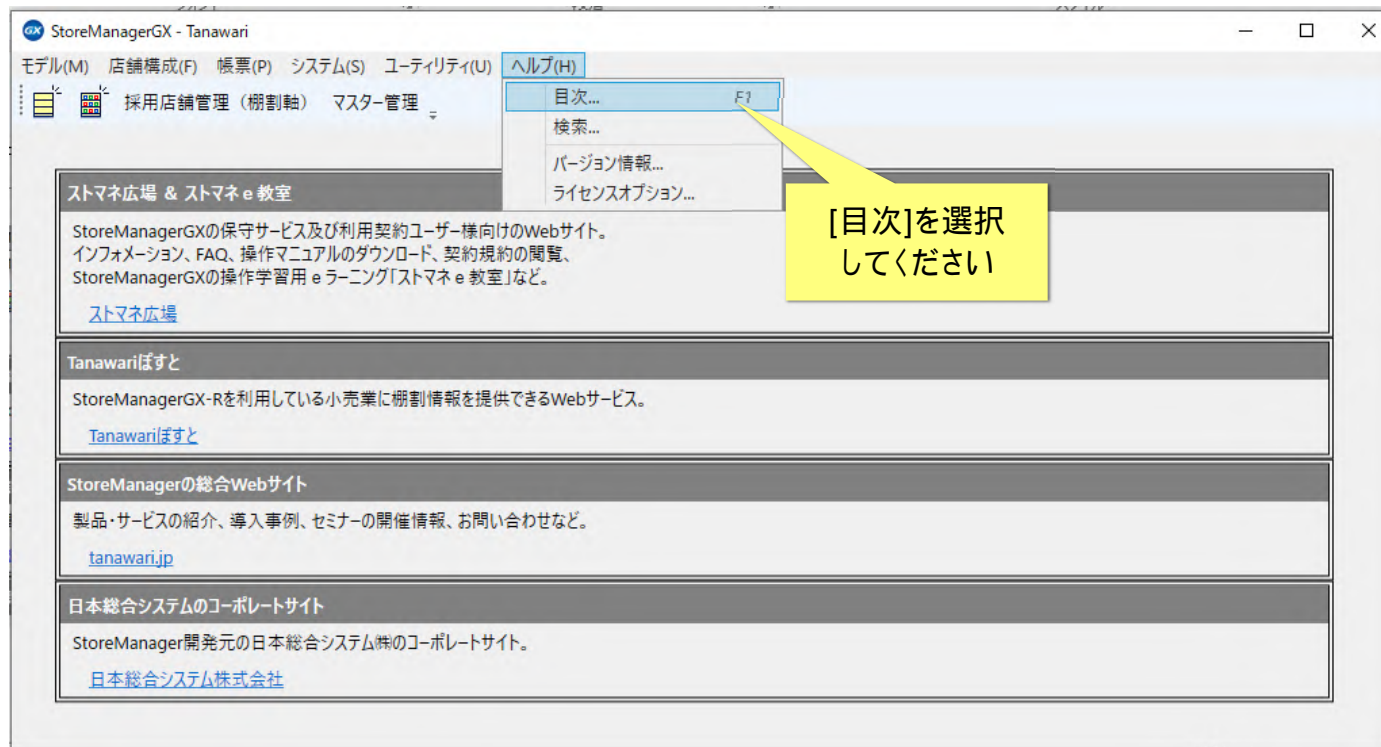 StoreManagerGX - Tanawari
モデル(M) 店舗構成(F) 帳票(P) システム(S) ユーティリティ(U) ヘルプ(H)
採用店舗管理（棚割軸） マスター管理
目次... F1
検索...
バージョン情報...
ライセンスオプション...
[目次]を選択
してください
ストマネ広場 & ストマネｅ教室
StoreManagerGXの保守サービス及び利用契約ユーザー様向けのWebサイト。
インフォメーション、FAQ、操作マニュアルのダウンロード、契約規約の閲覧、
StoreManagerGXの操作学習用ｅラーニング「ストマネｅ教室」など。
ストマネ広場
Tanawariぽすと
StoreManagerGX-Rを利用している小売業に棚割情報を提供できるWebサービス。
Tanawariぽすと
StoreManagerの総合Webサイト
製品・サービスの紹介、導入事例、セミナーの開催情報、お問い合わせなど。
tanawari.jp
日本総合システムのコーポレートサイト
StoreManager開発元の日本総合システム㈱のコーポレートサイト。
日本総合システム株式会社